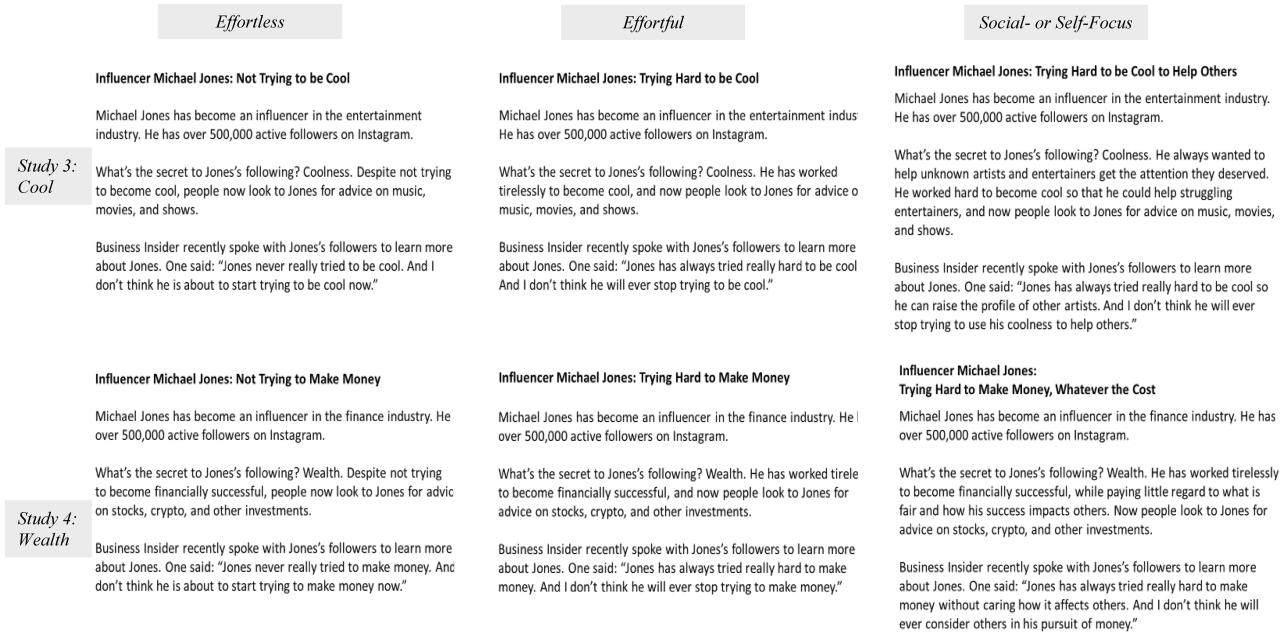 Effortless
Effortful
Social- or Self-Focus
Study 3:
Cool
Influencer Michael Jones: Not Trying to be Cool
Michael Jones has become an influencer in the entertainment
industry. He has over 500,000 active followers on Instagram.
What's the secret to Jones's following? Coolness. Despite not trying
to become cool, people now look to Jones for advice on music,
movies, and shows.
Business Insider recently spoke with Jones's followers to learn more
about Jones. One said: “Jones never really tried to be cool. And I
don't think he is about to start trying to be cool now.”
Influencer Michael Jones: Trying Hard to be Cool
Michael Jones has become an influencer in the entertainment indus
He has over 500,000 active followers on Instagram.
What's the secret to Jones's following? Coolness. He has worked
tirelessly to become cool, and now people look to Jones for advice o
music, movies, and shows.
Business Insider recently spoke with Jones's followers to learn more
about Jones. One said: “Jones has always tried really hard to be cool
And I don't think he will ever stop trying to be cool.”
Influencer Michael Jones: Trying Hard to be Cool to Help Others
Michael Jones has become an influencer in the entertainment industry.
He has over 500,000 active followers on Instagram.
What's the secret to Jones's following? Coolness. He always wanted to
help unknown artists and entertainers get the attention they deserved.
He worked hard to become cool so that he could help struggling
entertainers, and now people look to Jones for advice on music, movies,
and shows.
Business Insider recently spoke with Jones's followers to learn more
about Jones. One said: “Jones has always tried really hard to be cool so
he can raise the profile of other artists. And I don't think he will ever
stop trying to use his coolness to help others.”
Study 4:
Wealth
Influencer Michael Jones: Not Trying to Make Money
Michael Jones has become an influencer in the finance industry. He
over 500,000 active followers on Instagram.
What's the secret to Jones's following? Wealth. Despite not trying
to become financially successful, people now look to Jones for advic
on stocks, crypto, and other investments.
Business Insider recently spoke with Jones's followers to learn more
about Jones. One said: “Jones never really tried to make money. And
don't think he is about to start trying to make money now.”
Influencer Michael Jones: Trying Hard to Make Money
Michael Jones has become an influencer in the finance industry. He
over 500,000 active followers on Instagram.
What's the secret to Jones's following? Wealth. He has worked tirele
to become financially successful, and now people look to Jones for
advice on stocks, crypto, and other investments.
Business Insider recently spoke with Jones's followers to learn more
about Jones. One said: “Jones has always tried really hard to make
money. And I don't think he will ever stop trying to make money.”
Influencer Michael Jones:
Trying Hard to Make Money, Whatever the Cost
Michael Jones has become an influencer in the finance industry. He has
over 500,000 active followers on Instagram.
What's the secret to Jones's following? Wealth. He has worked tirelessly
to become financially successful, while paying little regard to what is
fair and how his success impacts others. Now people look to Jones for
advice on stocks, crypto, and other investments.
Business Insider recently spoke with Jones's followers to learn more
about Jones. One said: “Jones has always tried really hard to make
money without caring how it affects others. And I don't think he will
ever consider others in his pursuit of money.”